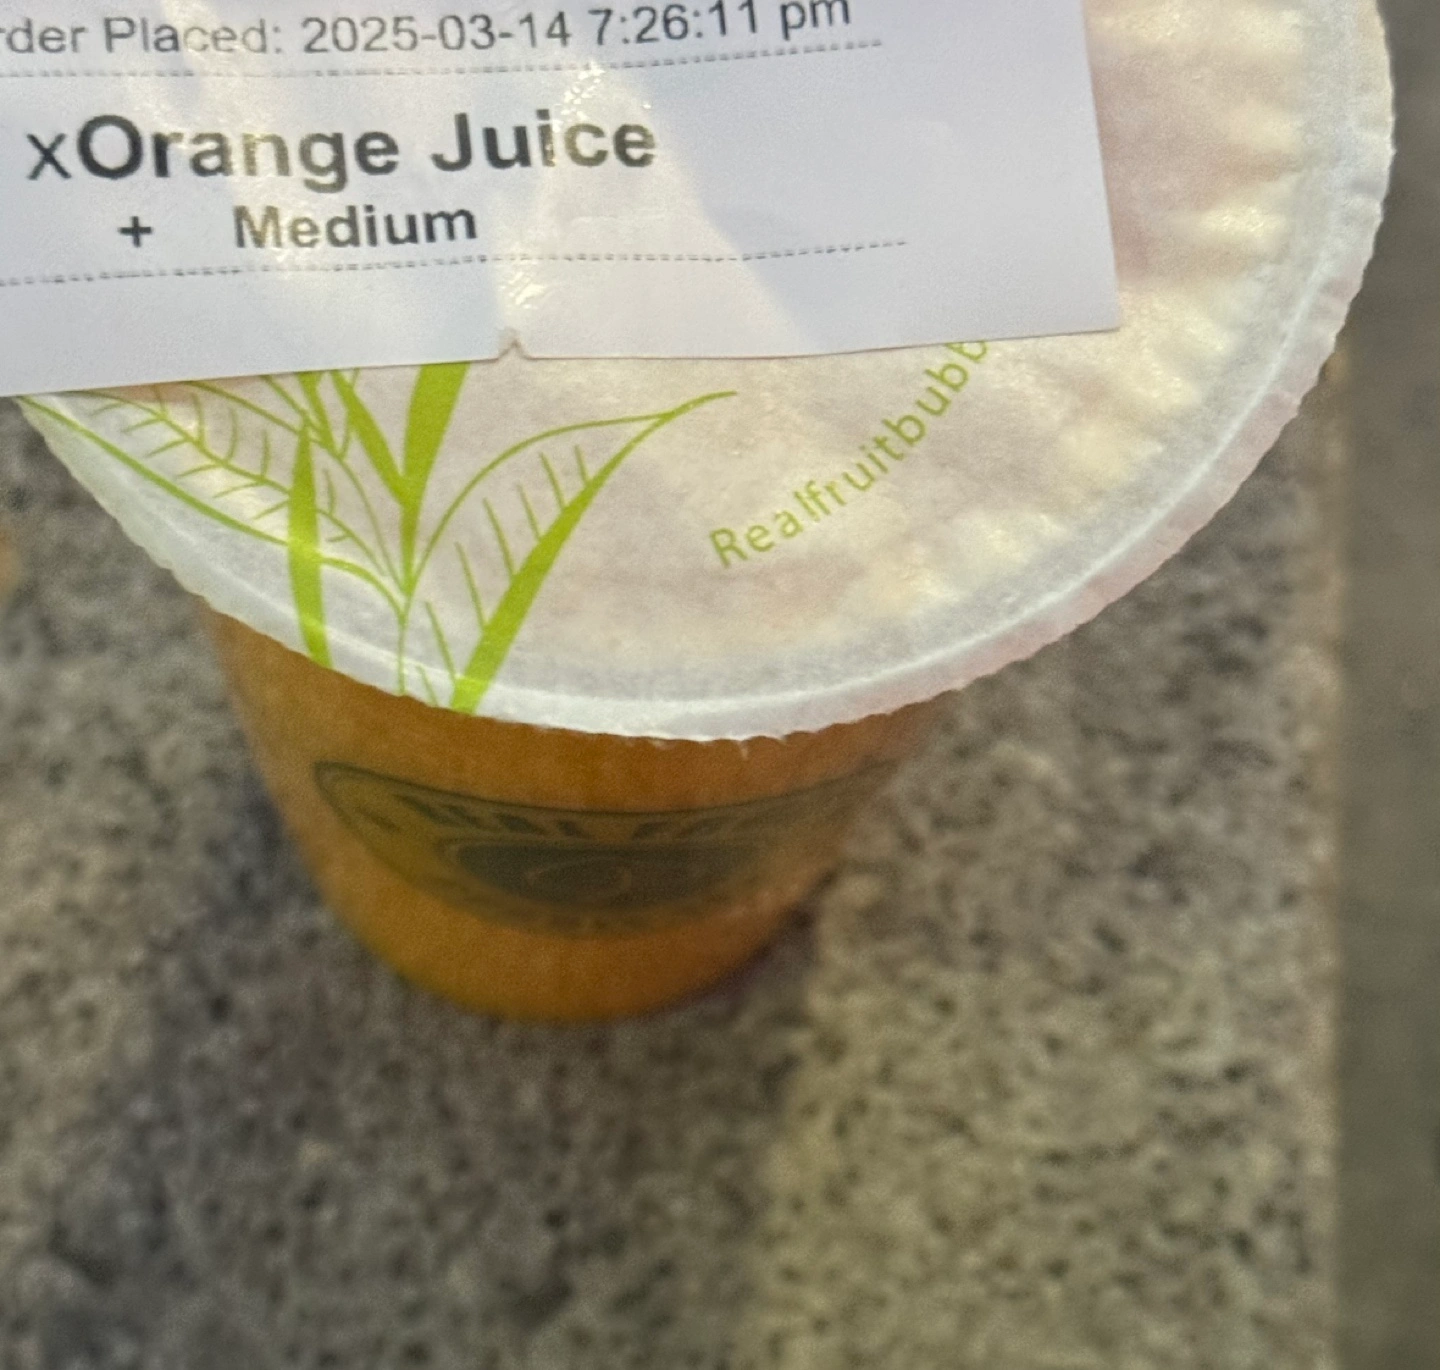 rder Placed: 2025-03-14 7:26:11 pm
xOrange Juice
+ Medium
Realfruitbubb